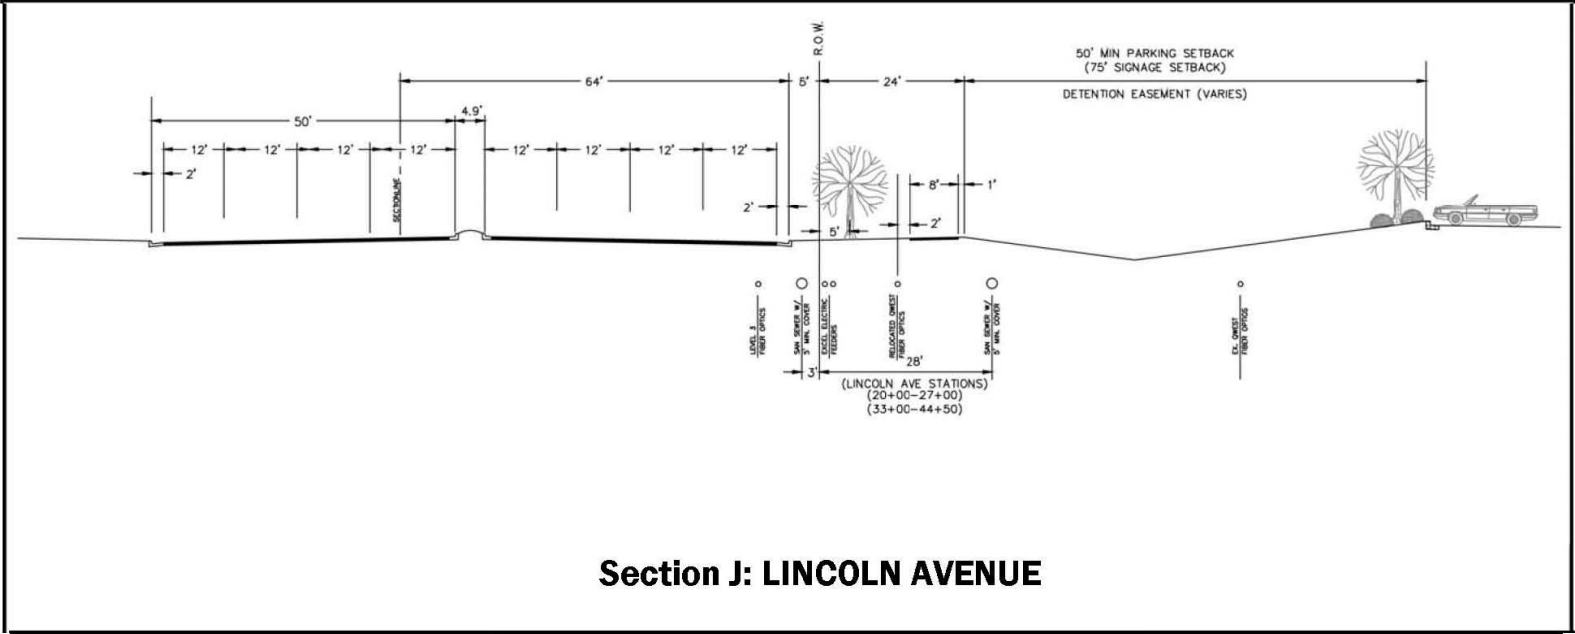 R.O.W.
50' MIN PARKING SETBACK
(75' SIGNAGE SETBACK)
64'
5'
24'
DETENTION EASEMENT (VARIES)
50'
4.9'
12'
12'
12'
12'
12'
12'
12'
12'
2'
8'
1'
SECTIONLINE
2'
5'
2'
LEVEL 3
FIBER OPTICS
SAN SEWER W/
5' MIN. COVER
EXCEL ELECTRIC
FEEDERS
RELOCATED QWEST
FIBER OPTICS
SAN SEWER W/
5' MIN. COVER
EX. QWEST
FIBER OPTICS
3'
28'
(LINCOLN AVE STATIONS)
(20+00-27+00)
(33+00-44+50)
Section J: LINCOLN AVENUE